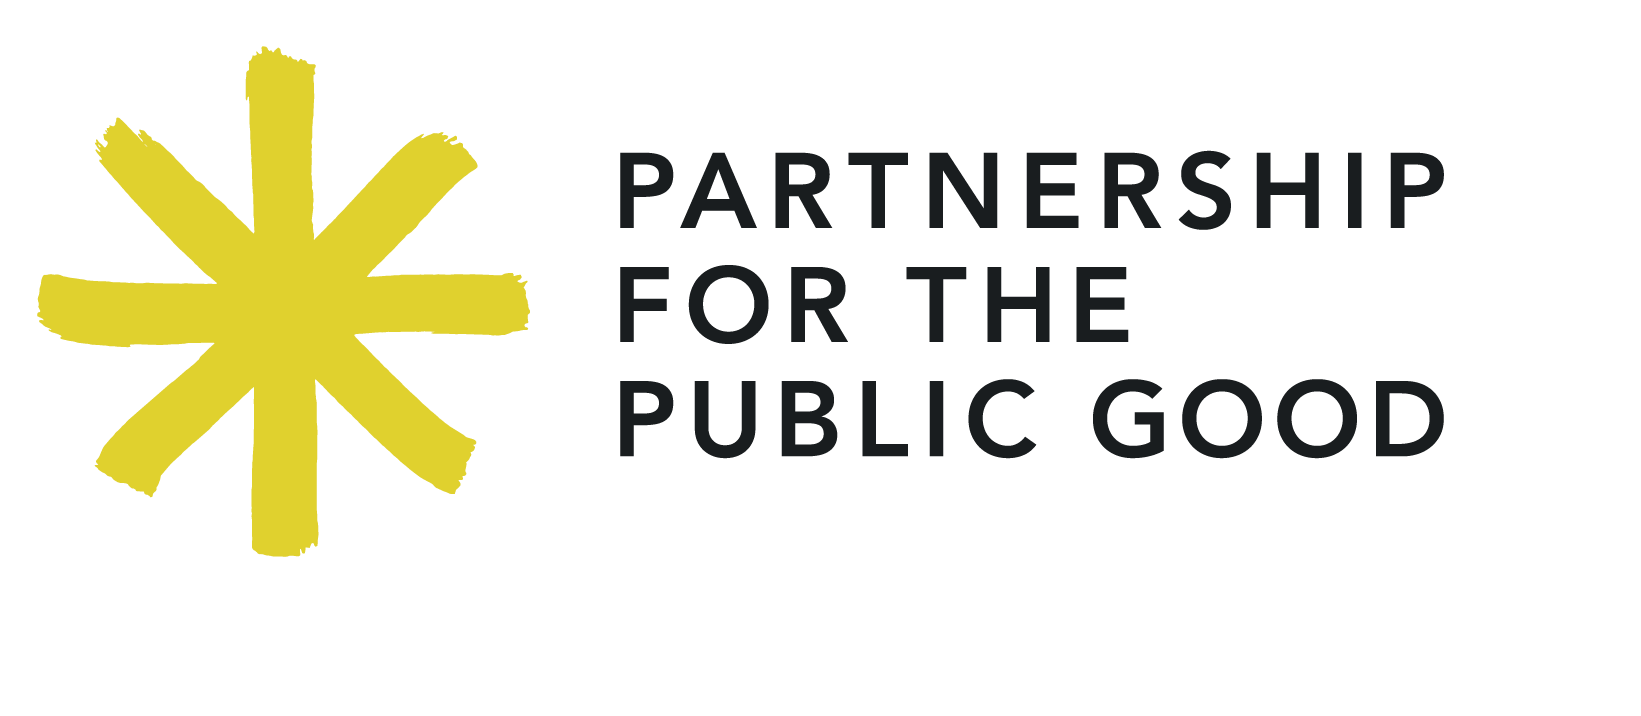 PARTNERSHIP
FOR THE
PUBLIC GOOD